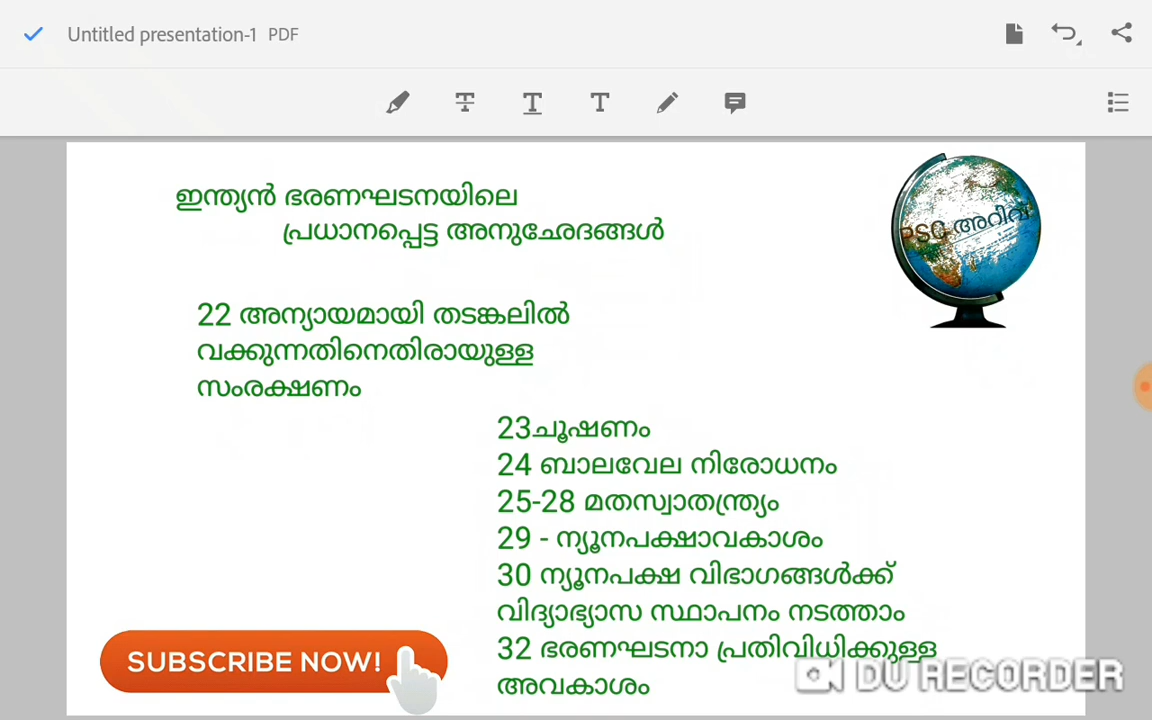 Untitled presentation-1 PDF
ഇന്ത്യൻ ഭരണഘടനയിലെ
പ്രധാനപ്പെട്ട അനുഛേദങ്ങൾ
PSC അറിവ്
22 അന്യായമായി തടങ്കലിൽ
വക്കുന്നതിനെതിരായുള്ള
സംരക്ഷണം
23ചൂഷണം
24 ബാലവേല നിരോധനം
25-28 മതസ്വാതന്ത്ര്യം
29 - ന്യൂനപക്ഷാവകാശം
30 ന്യൂനപക്ഷ വിഭാഗങ്ങൾക്ക്
വിദ്യാഭ്യാസ സ്ഥാപനം നടത്താം
32 ഭരണഘടനാ പ്രതിവിധിക്കുള്ള
അവകാശം
SUBSCRIBE NOW!
DU RECORDER